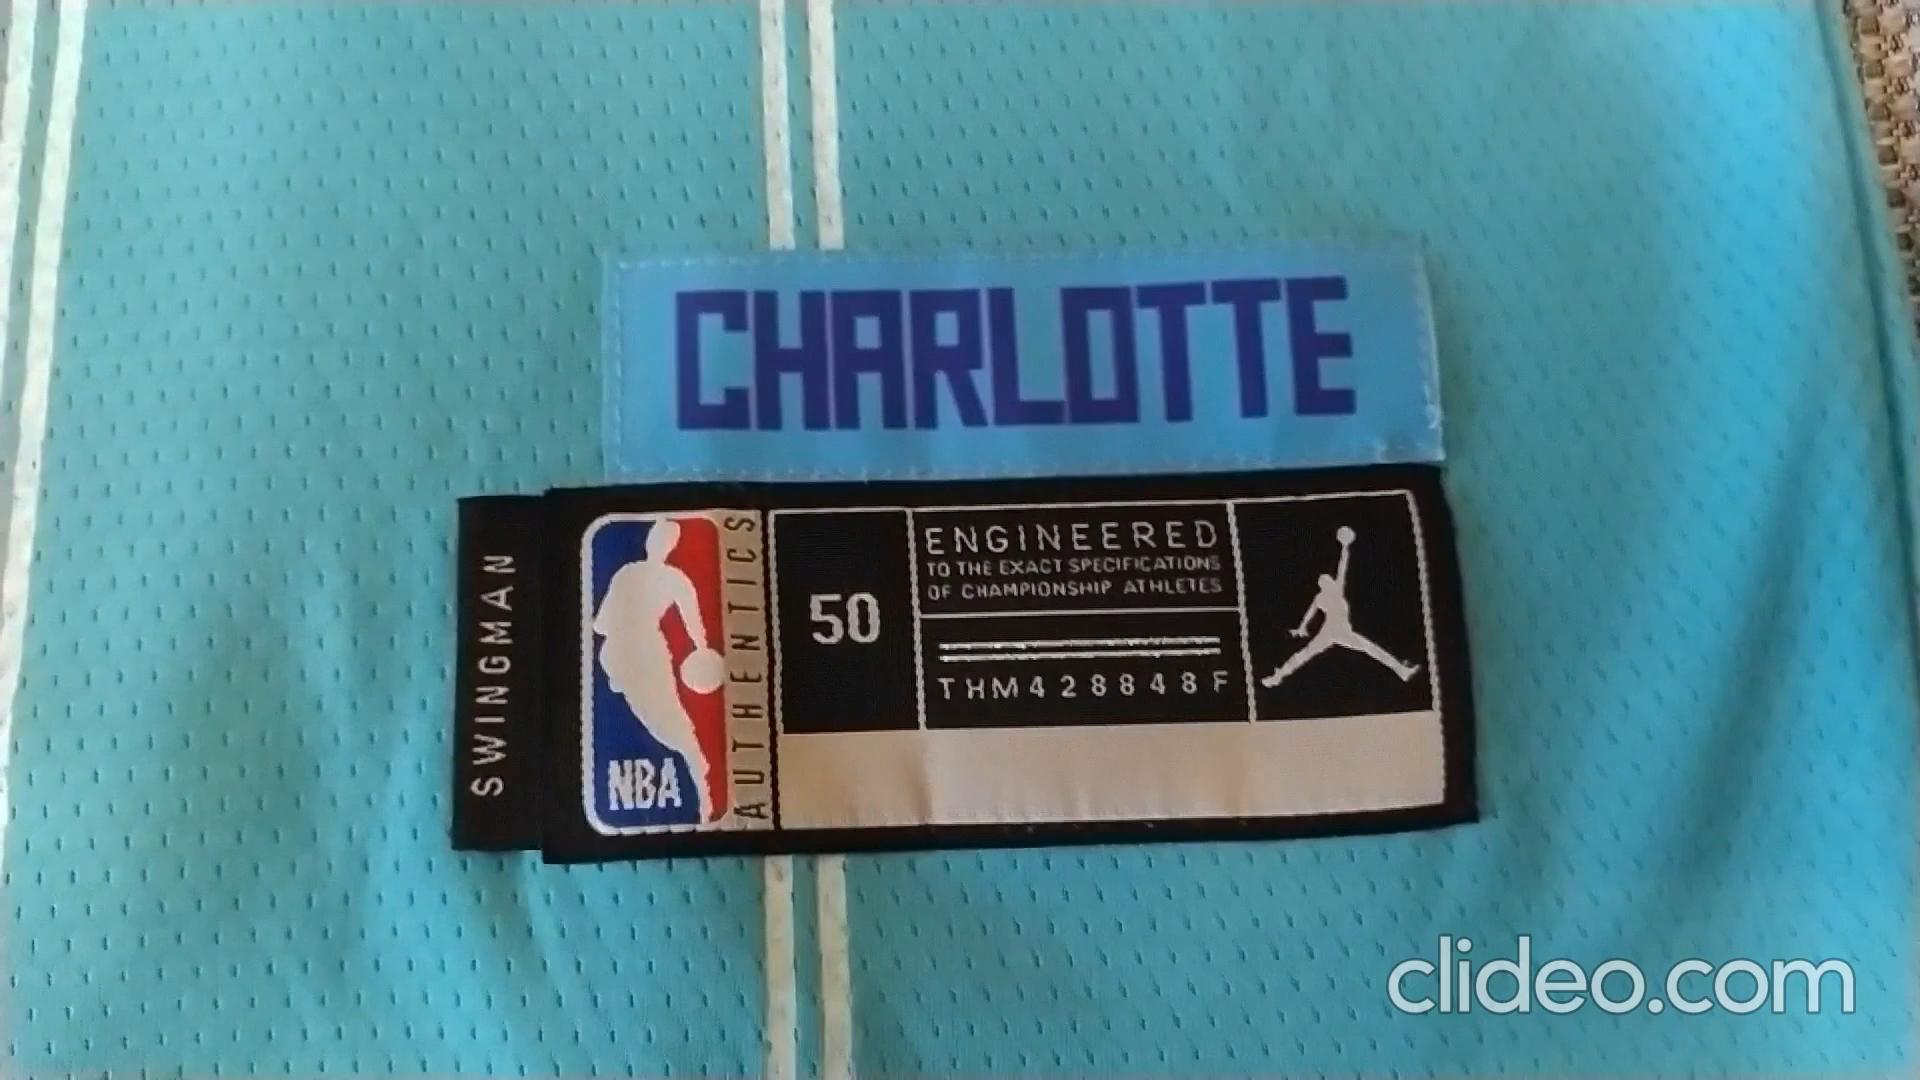 CHARLOTTE
SWINGMAN
NBA
AUTHENTICS
50
ENGINEERED
TO THE EXACT SPECIFICATIONS
OF CHAMPIONSHIP ATHLETES
THM428848F
clideo.com